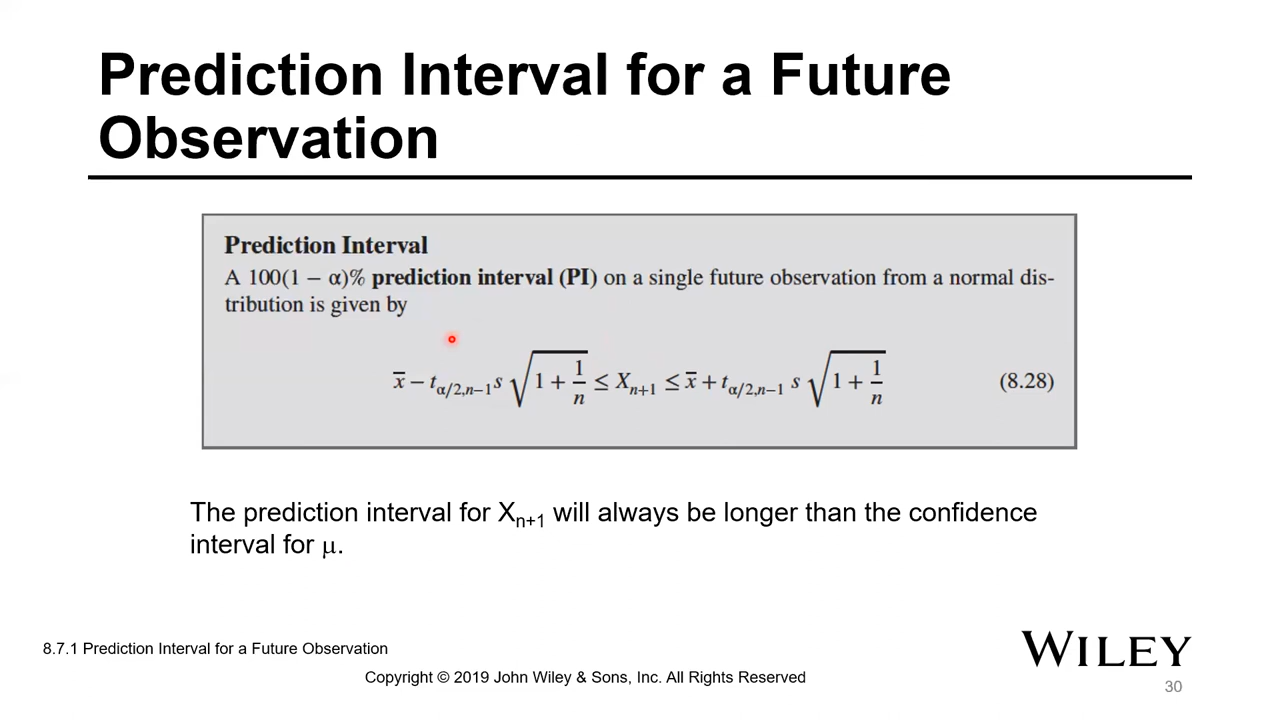 Prediction Interval for a Future
Observation
Prediction Interval
A 100(1 − α)% prediction interval (PI) on a single future observation from a normal dis-
tribution is given by
x̄ − t_{α/2,n−1}s √(1 + 1/n) ≤ X_{n+1} ≤ x̄ + t_{α/2,n−1} s √(1 + 1/n) (8.28)
The prediction interval for X_{n+1} will always be longer than the confidence
interval for μ.
8.7.1 Prediction Interval for a Future Observation
WILEY
Copyright © 2019 John Wiley & Sons, Inc. All Rights Reserved
30